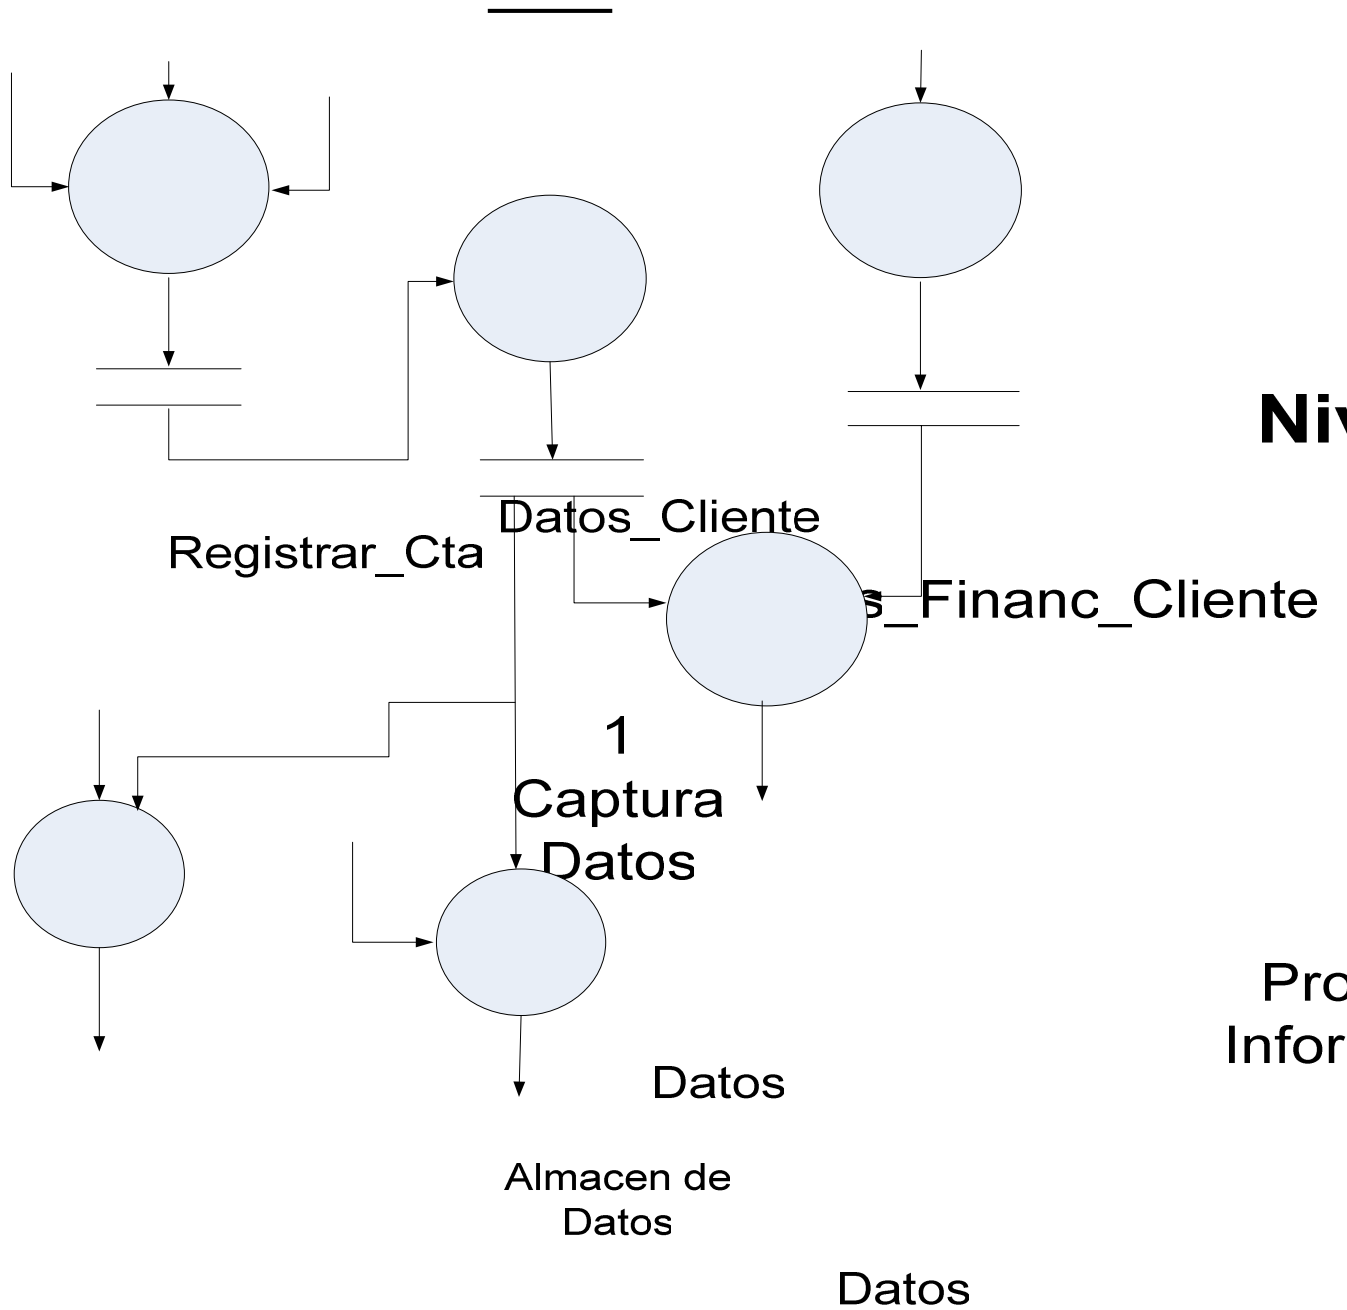 Niv
Datos_Cliente
Registrar_Cta
s_Financ_Cliente
1
Captura
Datos
Pro
Infor
Datos
Almacen de
Datos
Datos